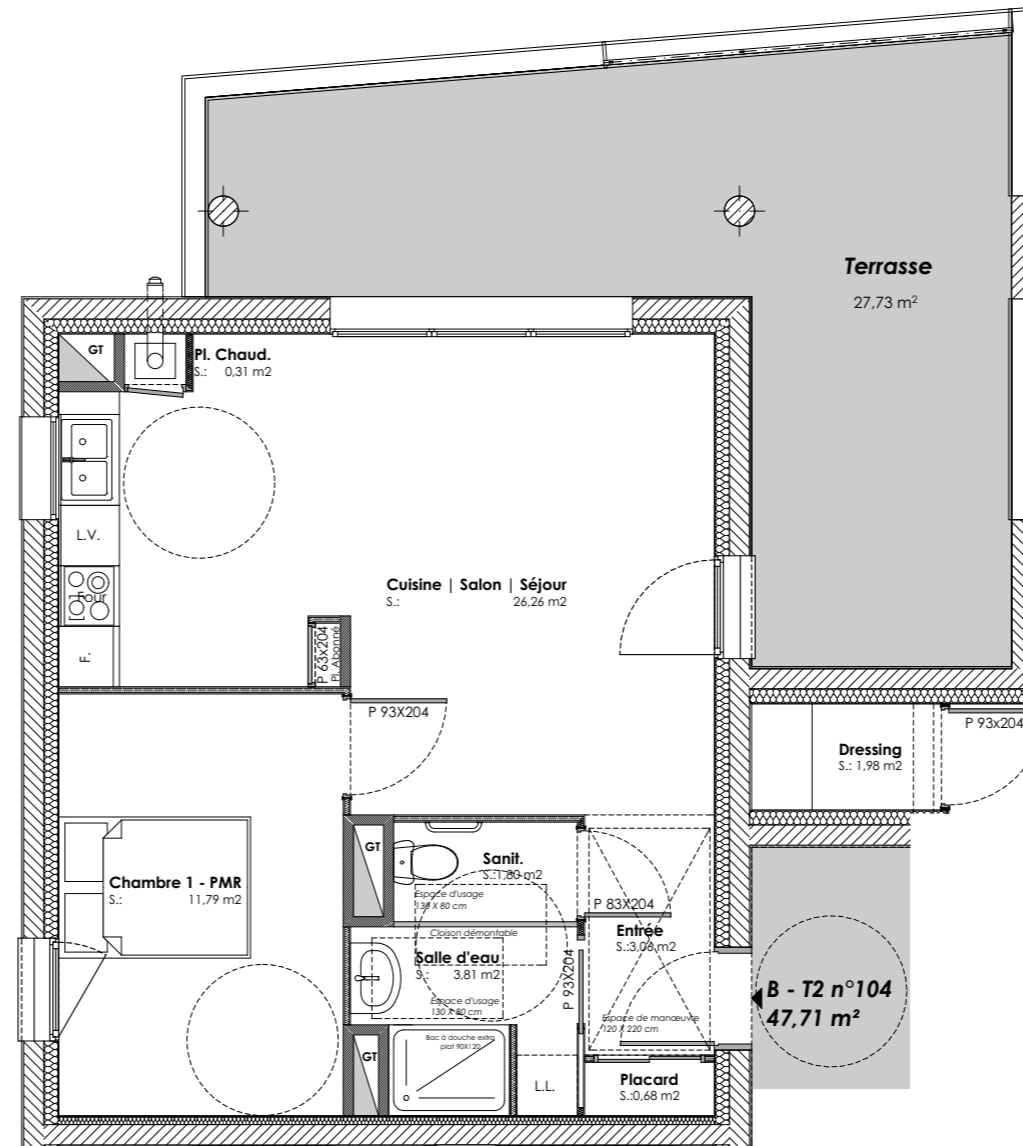 Terrasse
27,73 m²
GT
Pl. Chaud.
S.: 0,31 m2
L.V.
Four
F.
Cuisine | Salon | Séjour
S.: 26,26 m2
P 63x204
Pl. Abonné
P 93X204
P 93x204
Dressing
S.: 1,98 m2
GT
Sanit.
S.:1,80 m2
Espace d'usage
130 X 80 cm
Chambre 1 - PMR
S.: 11,79 m2
P 83X204
Cloison démontable
Entrée
S.:3,06 m2
Salle d'eau
S.: 3,81 m2
P 93X204
Espace d'usage
130 X 80 cm
B - T2 n°104
47,71 m²
Espace de manœuvre
120 X 220 cm
Bac à douche extra
plat 90X120
GT
L.L.
Placard
S.:0,68 m2